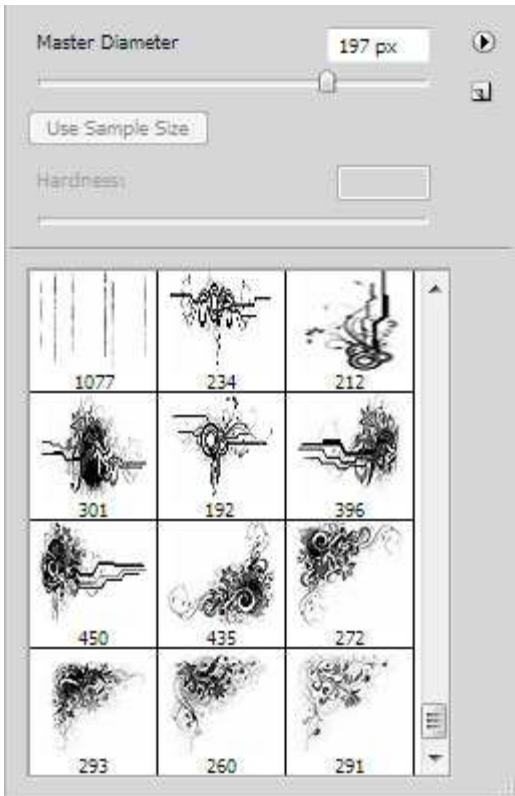 Master Diameter 197 px
Use Sample Size
Hardness:
1077 234 212
301 192 396
450 435 272
293 260 291